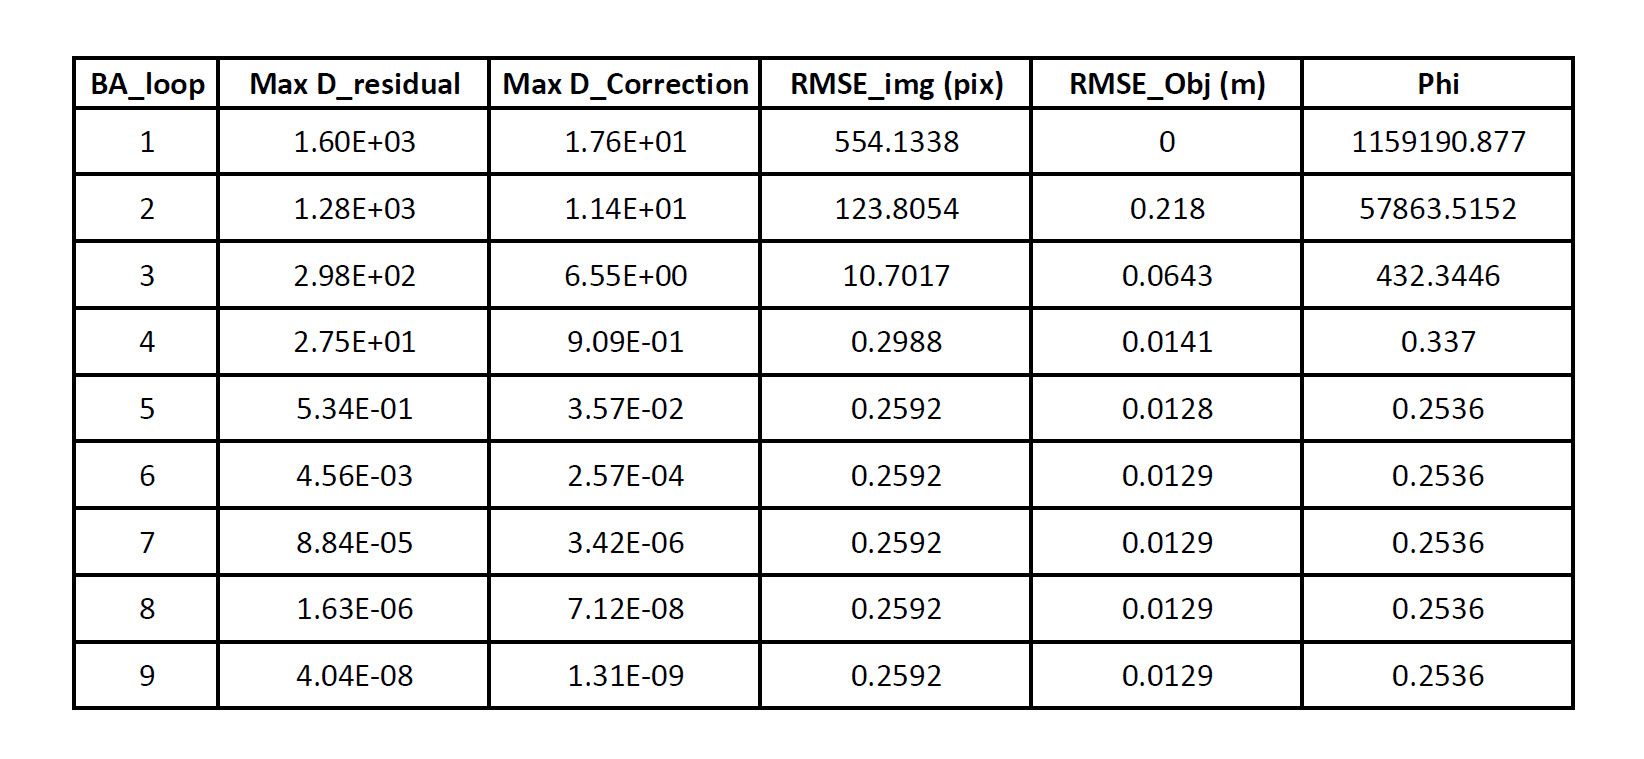 BA_loop Max D_residual Max D_Correction RMSE_img (pix) RMSE_Obj (m) Phi
1 1.60E+03 1.76E+01 554.1338 0 1159190.877
2 1.28E+03 1.14E+01 123.8054 0.218 57863.5152
3 2.98E+02 6.55E+00 10.7017 0.0643 432.3446
4 2.75E+01 9.09E-01 0.2988 0.0141 0.337
5 5.34E-01 3.57E-02 0.2592 0.0128 0.2536
6 4.56E-03 2.57E-04 0.2592 0.0129 0.2536
7 8.84E-05 3.42E-06 0.2592 0.0129 0.2536
8 1.63E-06 7.12E-08 0.2592 0.0129 0.2536
9 4.04E-08 1.31E-09 0.2592 0.0129 0.2536